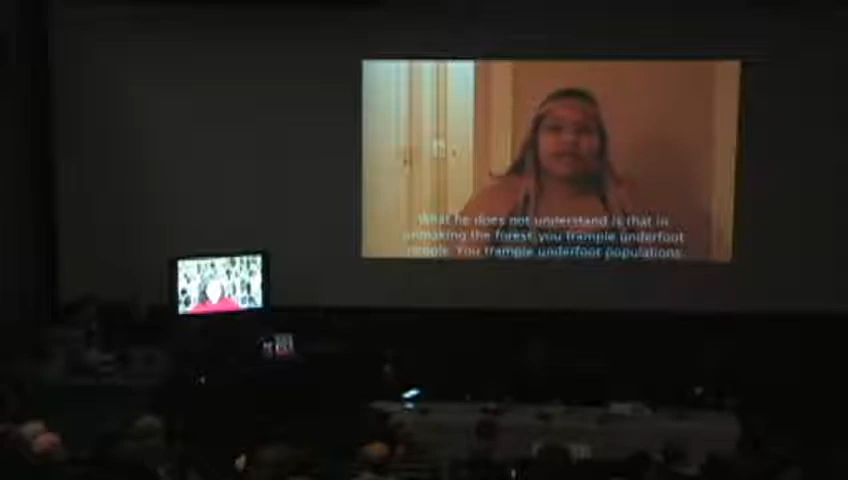 What he does not understand is that in
unmaking the forest you trample underfoot
people. You trample underfoot populations